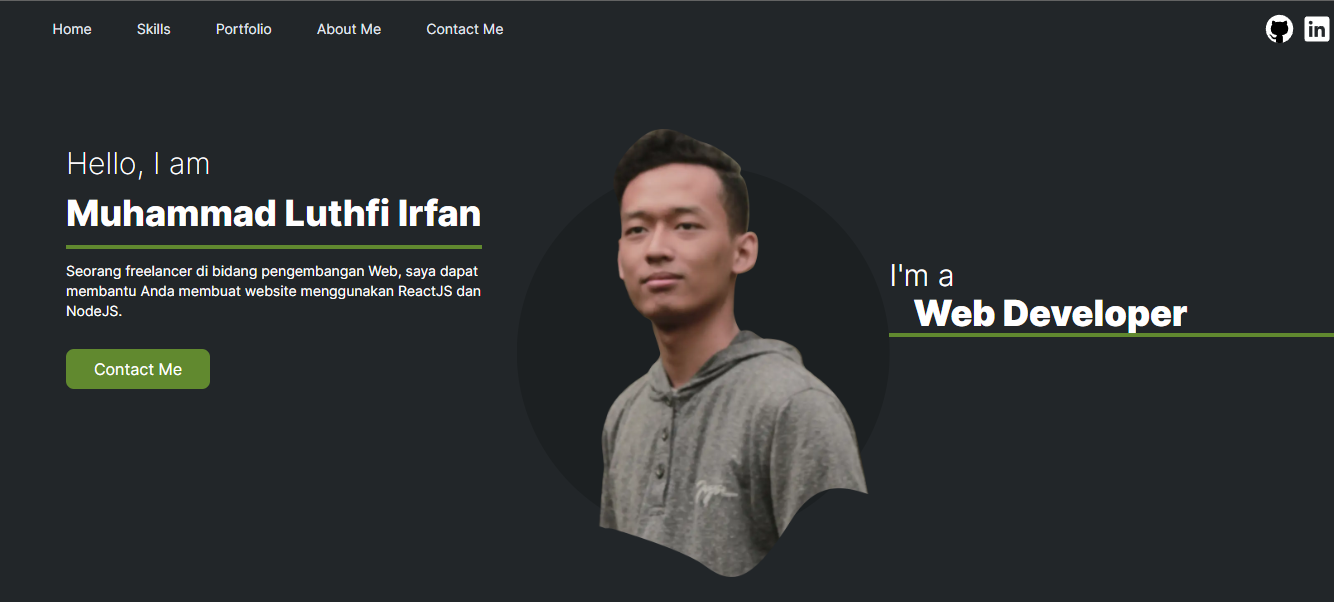 Home Skills Portfolio About Me Contact Me
in
Hello, I am
Muhammad Luthfi Irfan
Seorang freelancer di bidang pengembangan Web, saya dapat
membantu Anda membuat website menggunakan ReactJS dan
NodeJS.
Contact Me
I'm a
Web Developer